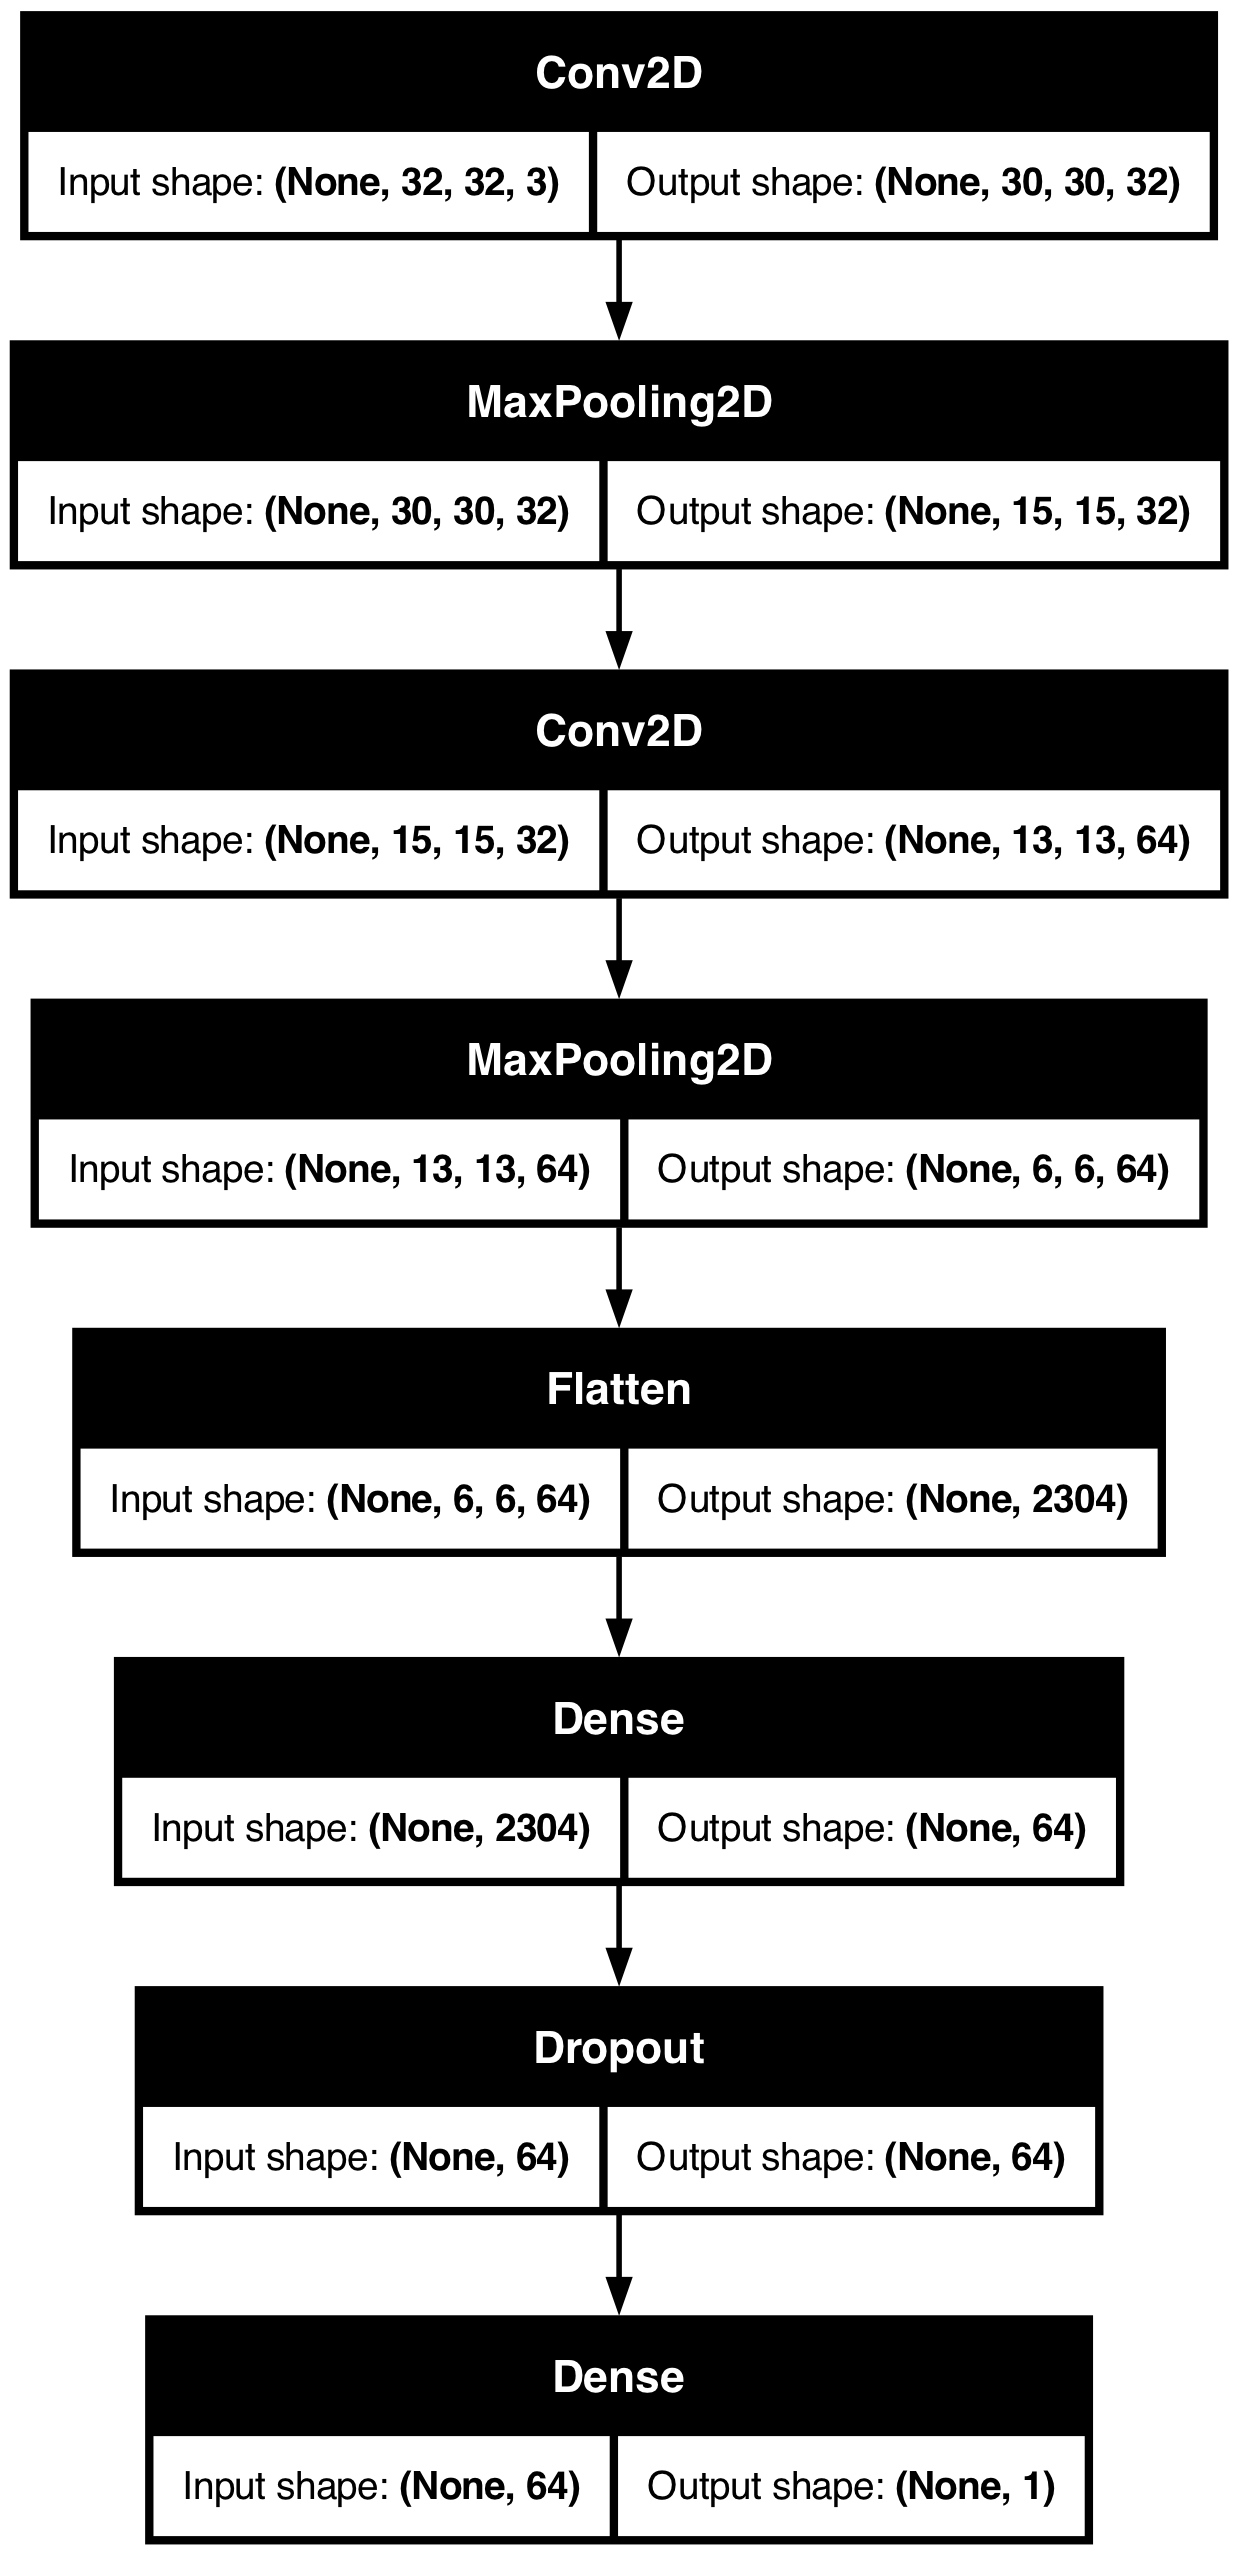 Conv2D
Input shape: (None, 32, 32, 3) Output shape: (None, 30, 30, 32)
MaxPooling2D
Input shape: (None, 30, 30, 32) Output shape: (None, 15, 15, 32)
Conv2D
Input shape: (None, 15, 15, 32) Output shape: (None, 13, 13, 64)
MaxPooling2D
Input shape: (None, 13, 13, 64) Output shape: (None, 6, 6, 64)
Flatten
Input shape: (None, 6, 6, 64) Output shape: (None, 2304)
Dense
Input shape: (None, 2304) Output shape: (None, 64)
Dropout
Input shape: (None, 64) Output shape: (None, 64)
Dense
Input shape: (None, 64) Output shape: (None, 1)